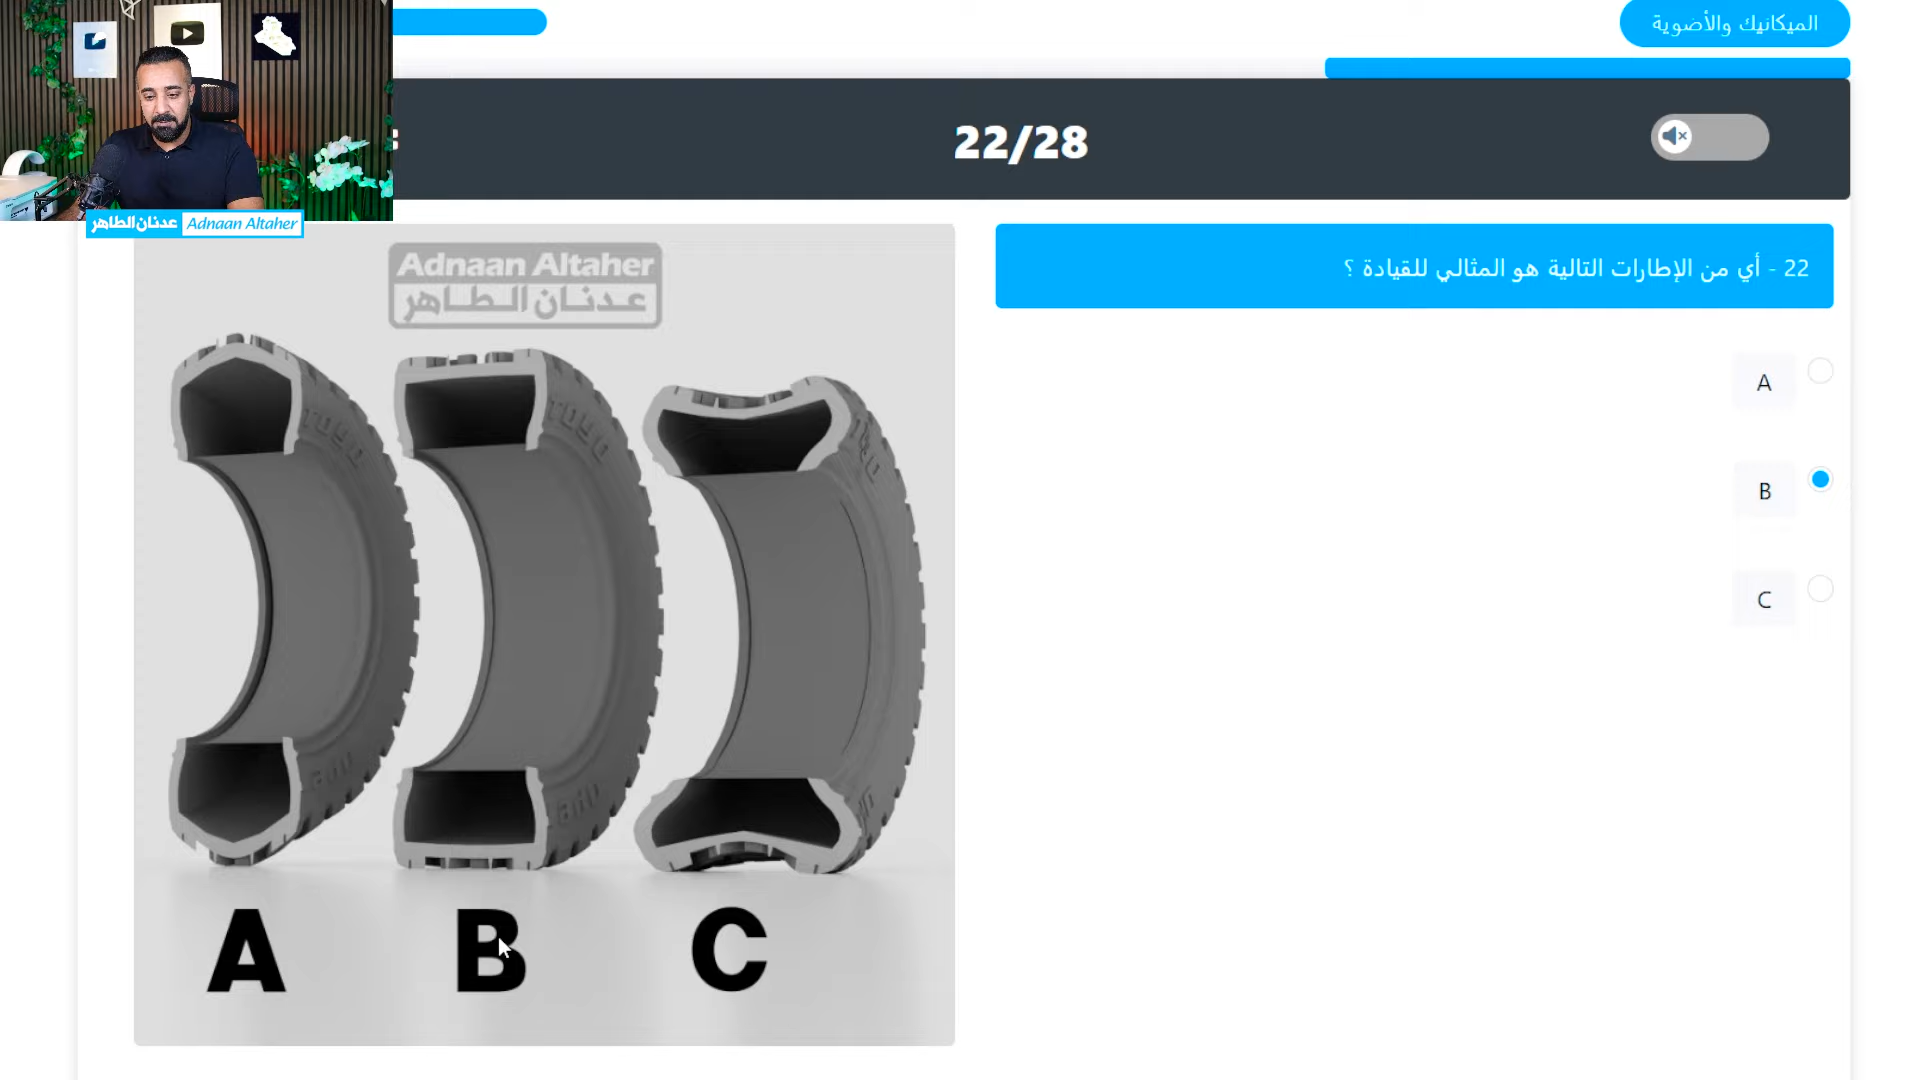 الميكانيك والأضوية
22/28
عدنان الطاهر Adnaan Altaher
Adnaan Altaher
عدنان الطاهر
22 - أي من الإطارات التالية هو المثالي للقيادة ؟
A
B
C
A
B
C